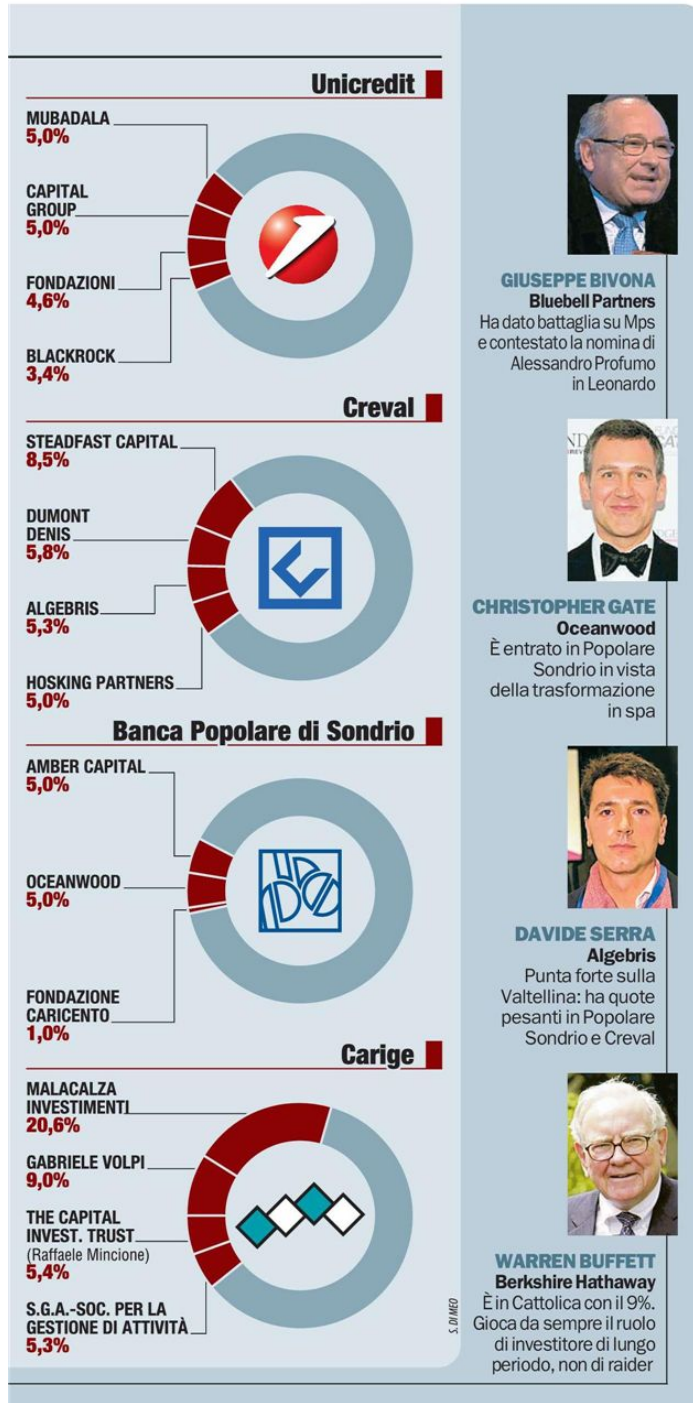 Unicredit
MUBADALA
5,0%
CAPITAL
GROUP
5,0%
FONDAZIONI
4,6%
BLACKROCK
3,4%
Creval
STEADFAST CAPITAL
8,5%
DUMONT
DENIS
5,8%
ALGEBRIS
5,3%
HOSKING PARTNERS
5,0%
Banca Popolare di Sondrio
AMBER CAPITAL
5,0%
OCEANWOOD
5,0%
FONDAZIONE
CARICENTO
1,0%
Carige
MALACALZA
INVESTIMENTI
20,6%
GABRIELE VOLPI
9,0%
THE CAPITAL
INVEST. TRUST
(Raffaele Mincione)
5,4%
S.G.A.-SOC. PER LA
GESTIONE DI ATTIVITÀ
5,3%
S. DI MEO
GIUSEPPE BIVONA
Bluebell Partners
Ha dato battaglia su Mps
e contestato la nomina di
Alessandro Profumo
in Leonardo
CHRISTOPHER GATE
Oceanwood
È entrato in Popolare
Sondrio in vista
della trasformazione
in spa
DAVIDE SERRA
Algebris
Punta forte sulla
Valtellina: ha quote
pesanti in Popolare
Sondrio e Creval
WARREN BUFFETT
Berkshire Hathaway
È in Cattolica con il 9%.
Gioca da sempre il ruolo
di investitore di lungo
periodo, non di raider